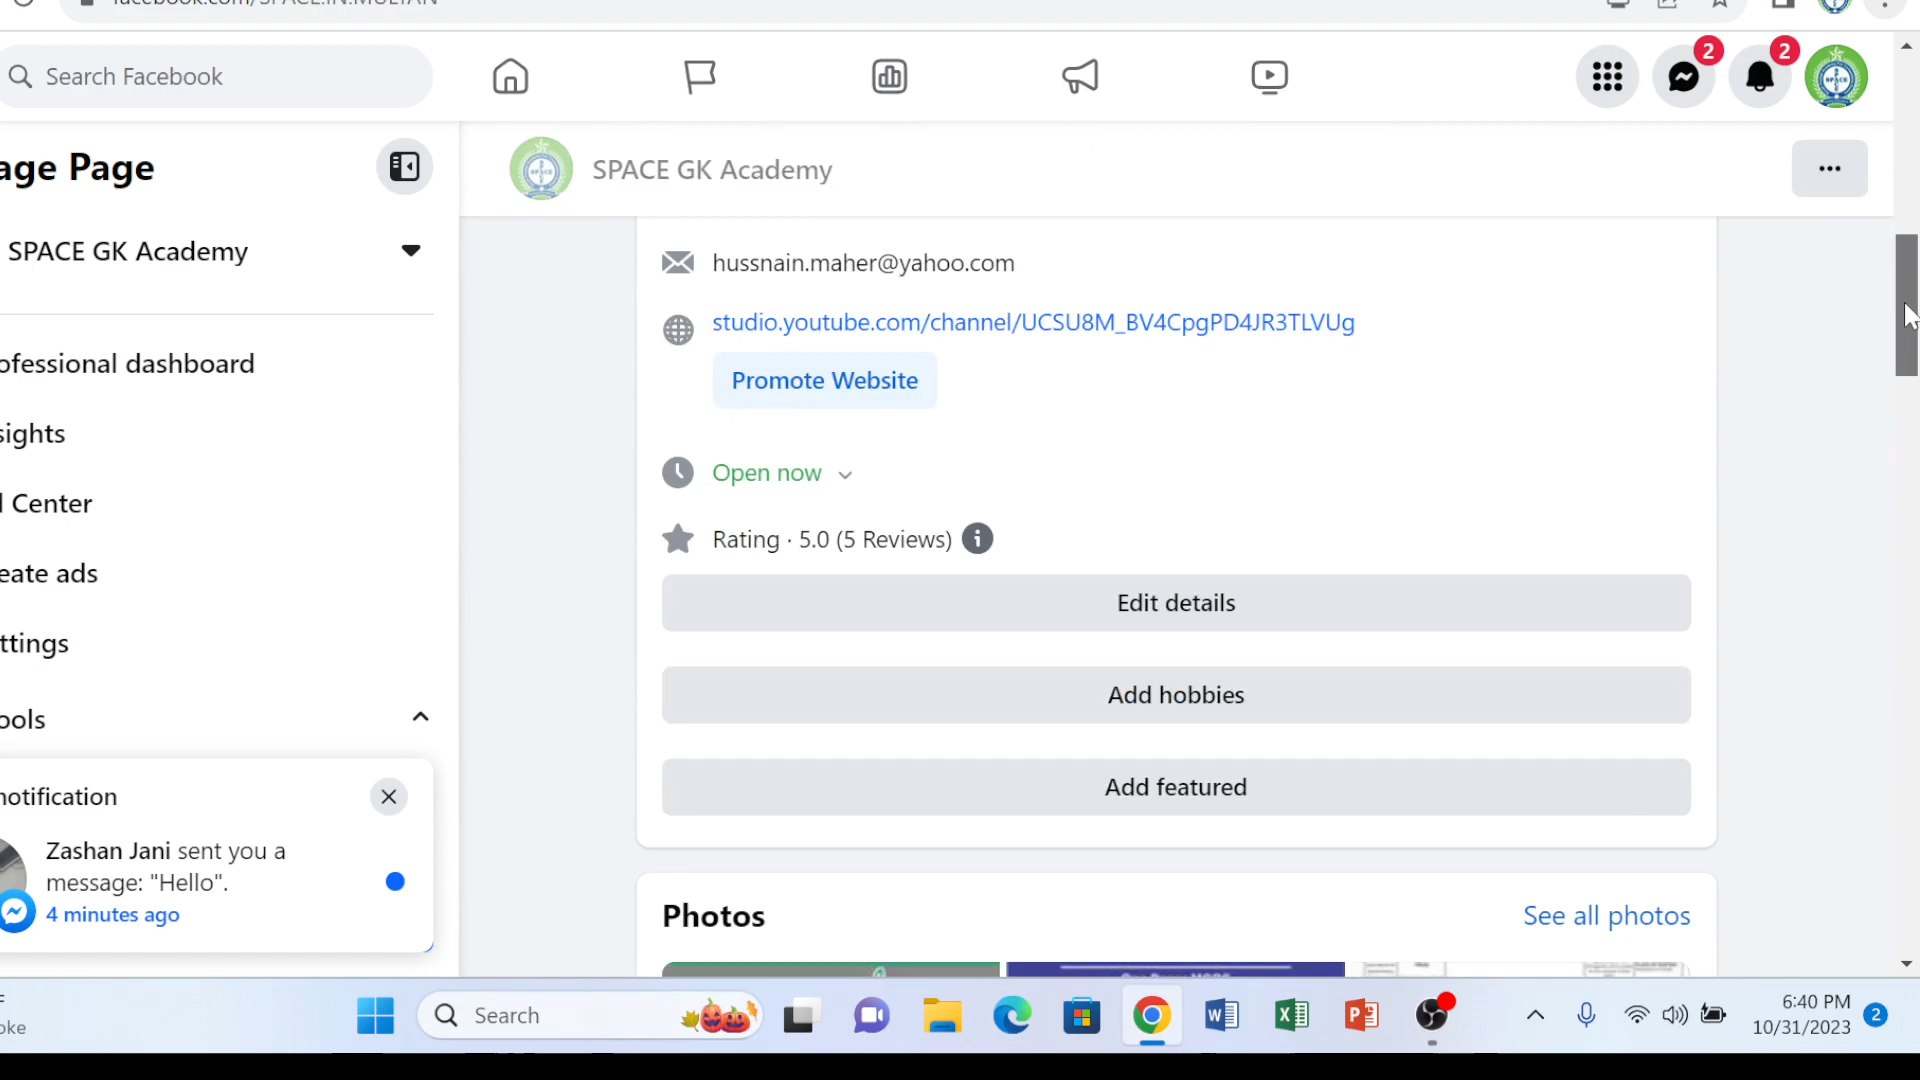 Search Facebook
2
2
age Page
SPACE GK Academy
SPACE GK Academy
hussnain.maher@yahoo.com
studio.youtube.com/channel/UCSU8M_BV4CpgPD4JR3TLVUg
Promote Website
ofessional dashboard
sights
Open now
l Center
Rating · 5.0 (5 Reviews)
eate ads
Edit details
ttings
Add hobbies
ools
Add featured
notification
Zashan Jani sent you a
message: "Hello".
4 minutes ago
Photos
See all photos
oke
Search
6:40 PM
10/31/2023
2